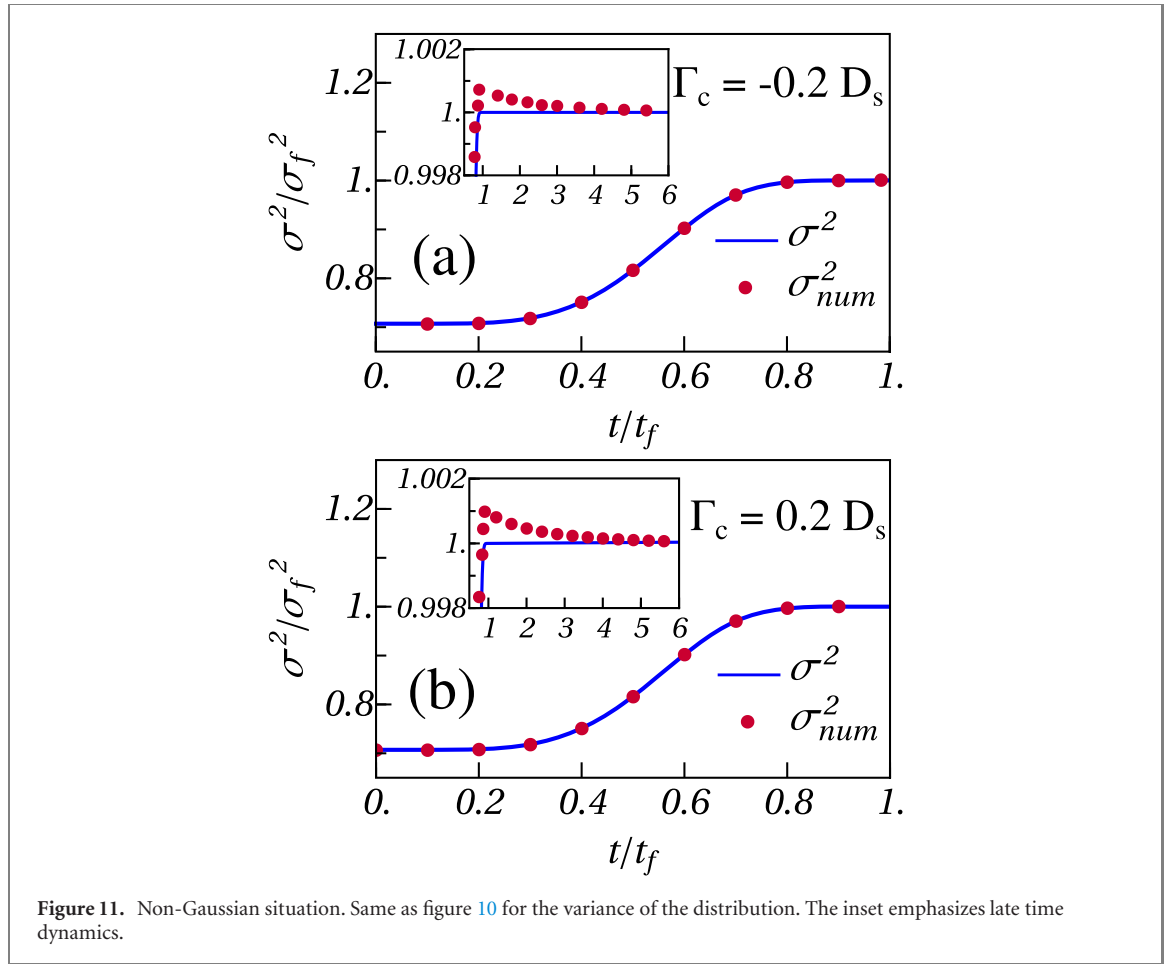 1.002
1.
0.998
1 2 3 4 5 6
Γc = -0.2 Ds
1.2
1.
0.8
σ²/σf²
(a)
σ²
σ²num
0. 0.2 0.4 0.6 0.8 1.
t/tf
1.002
1.
0.998
1 2 3 4 5 6
Γc = 0.2 Ds
1.2
1.
0.8
σ²/σf²
(b)
σ²
σ²num
0. 0.2 0.4 0.6 0.8 1.
t/tf
Figure 11. Non-Gaussian situation. Same as figure 10 for the variance of the distribution. The inset emphasizes late time
dynamics.